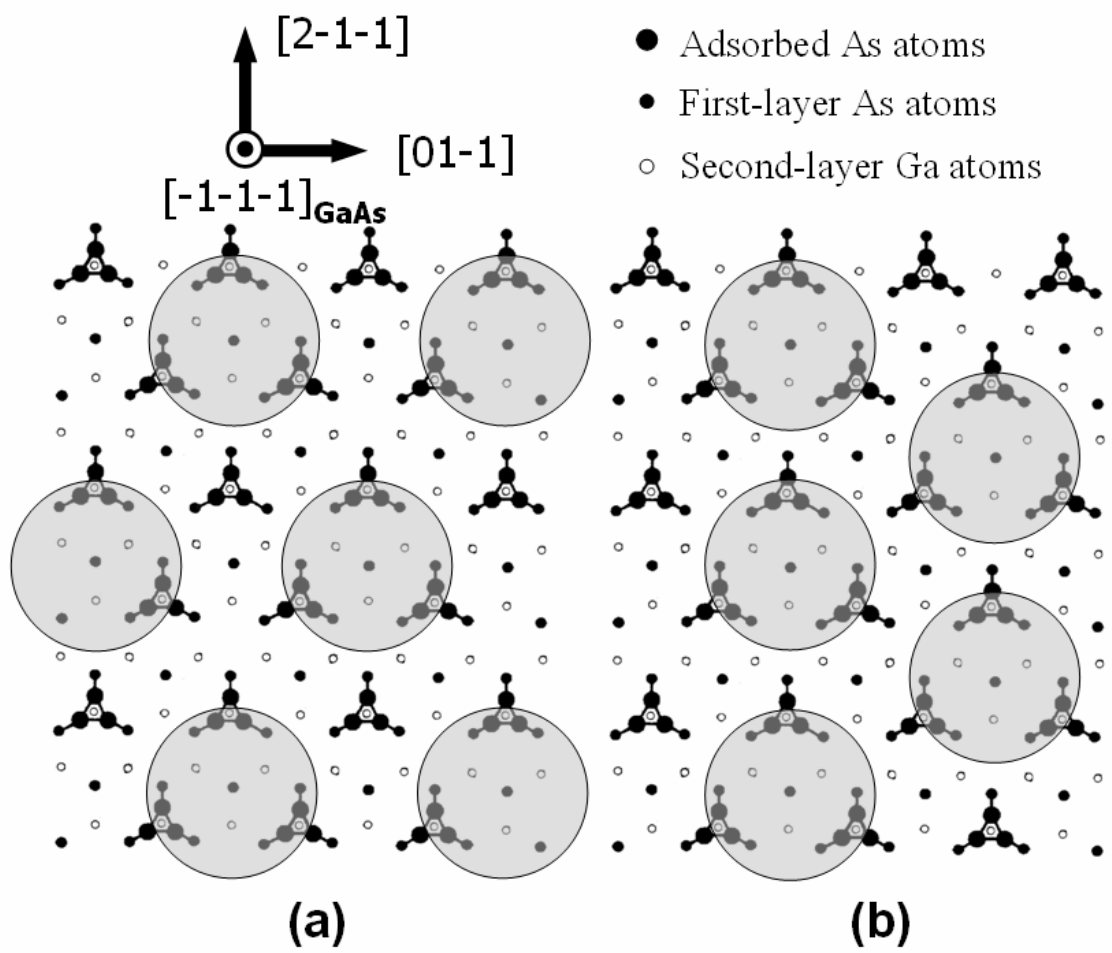 [2-1-1]
[01-1]
[-1-1-1]GaAs
Adsorbed As atoms
First-layer As atoms
Second-layer Ga atoms
(a)
(b)